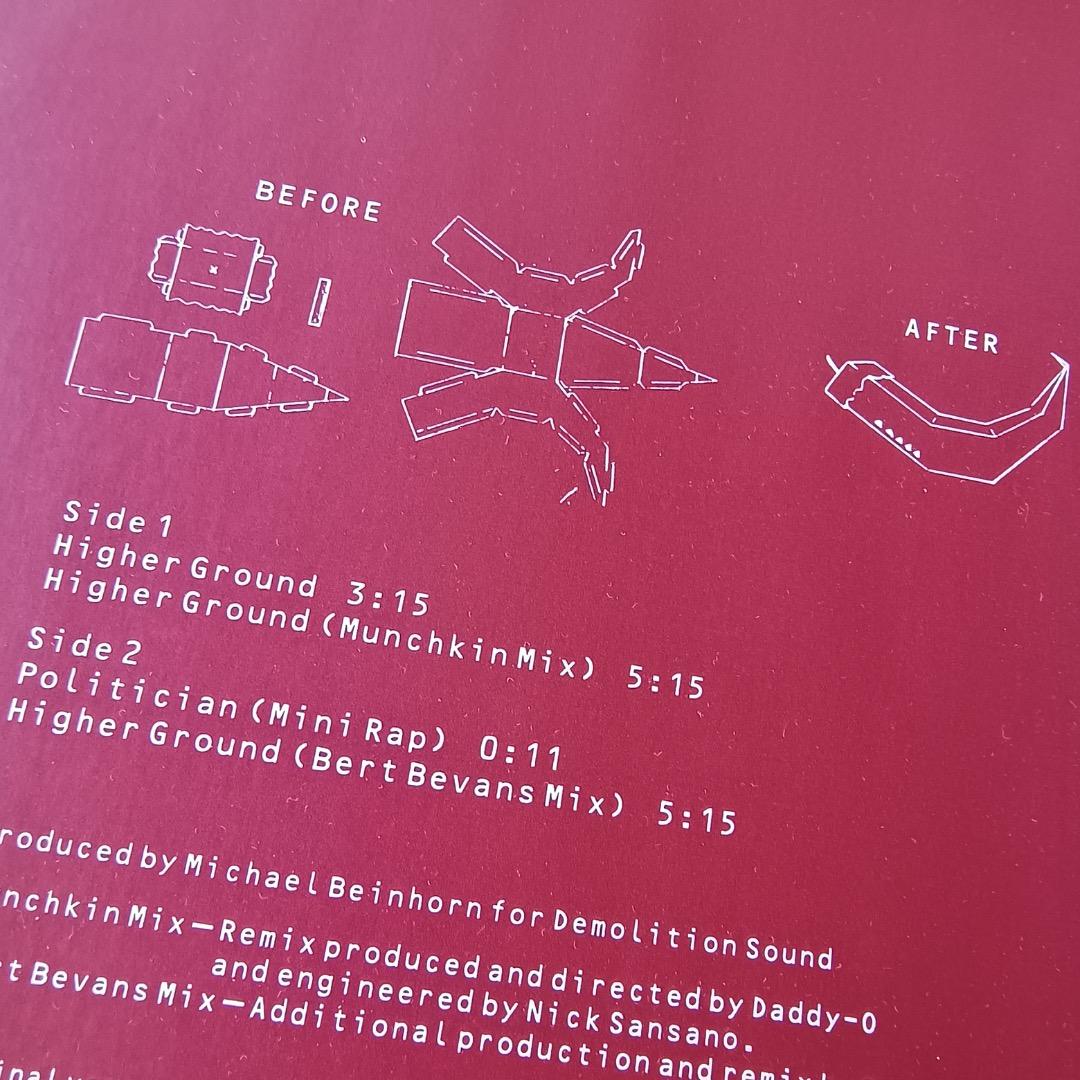 BEFORE
AFTER
Side 1
Higher Ground 3:15
Higher Ground (Munchkin Mix) 5:15
Side 2
Politician (Mini Rap) 0:11
Higher Ground (Bert Bevans Mix) 5:15
roduced by Michael Beinhorn for Demolition Sound
nchkin Mix — Remix produced and directed by Daddy-O
and engineered by Nick Sansano.
rt Bevans Mix — Additional production and